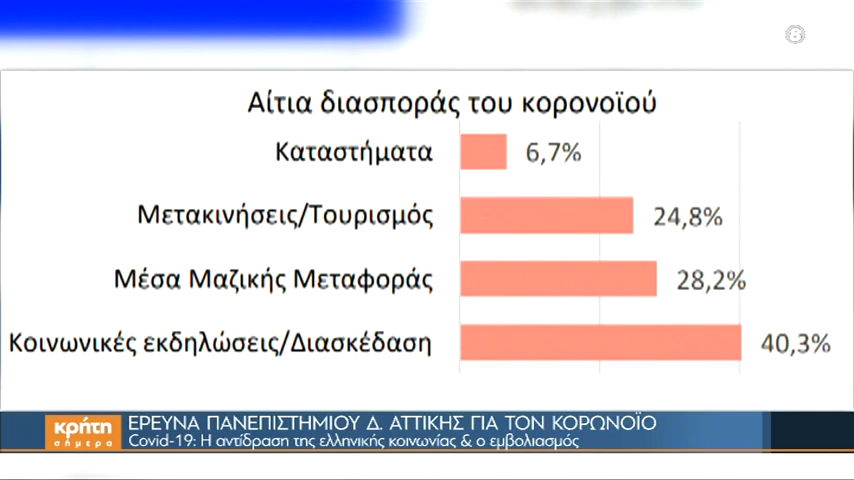 8
Αίτια διασποράς του κορονοϊού
Καταστήματα 6,7%
Μετακινήσεις/Τουρισμός 24,8%
Μέσα Μαζικής Μεταφοράς 28,2%
Κοινωνικές εκδηλώσεις/Διασκέδαση 40,3%
κρήτη
σήμερα
ΕΡΕΥΝΑ ΠΑΝΕΠΙΣΤΗΜΙΟΥ Δ. ΑΤΤΙΚΗΣ ΓΙΑ ΤΟΝ ΚΟΡΩΝΟΪΟ
Covid-19: Η αντίδραση της ελληνικής κοινωνίας & ο εμβολιασμός